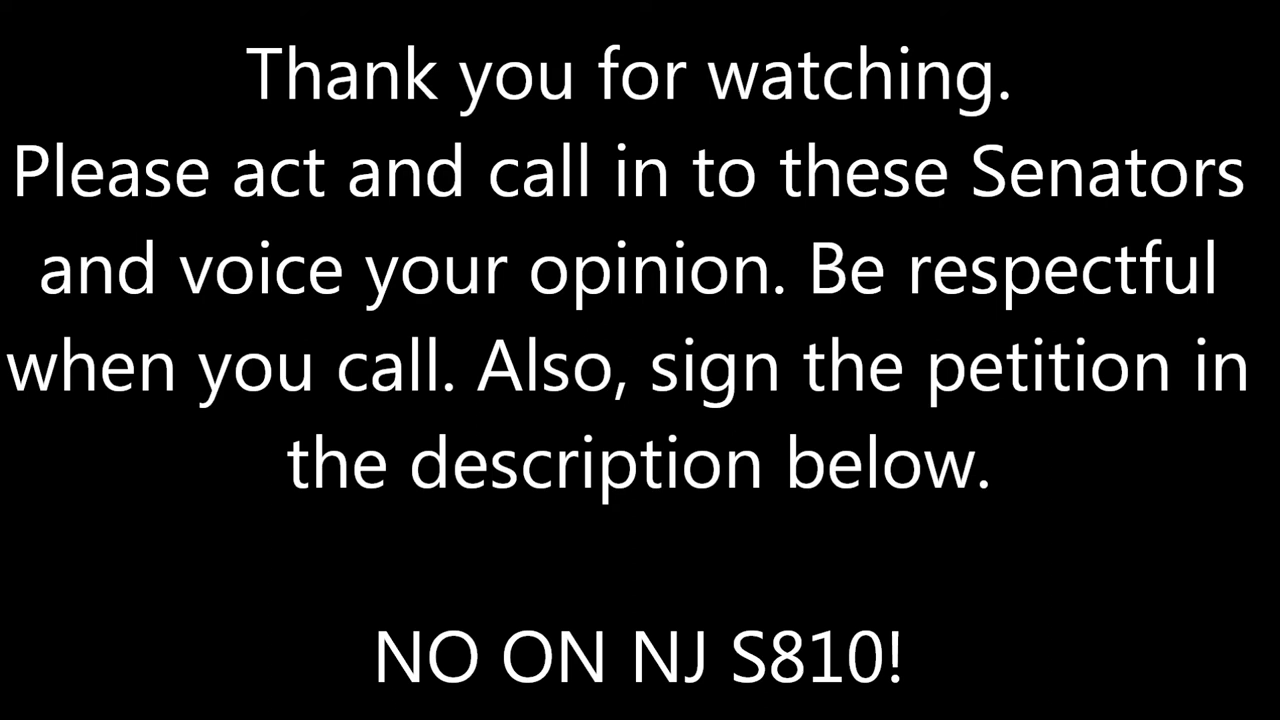 Thank you for watching.
Please act and call in to these Senators
and voice your opinion. Be respectful
when you call. Also, sign the petition in
the description below.
NO ON NJ S810!